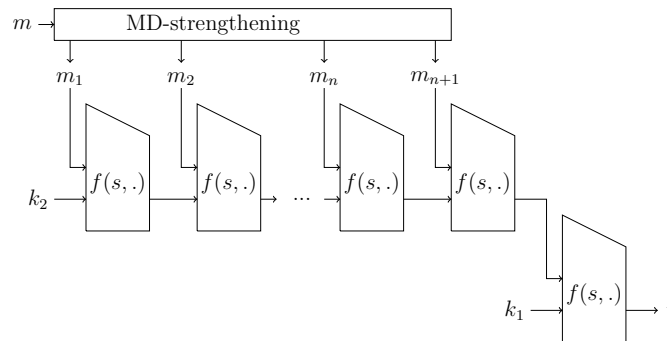 m MD-strengthening
m₁ m₂ mₙ mₙ₊₁
f(s,.) f(s,.) f(s,.) f(s,.)
k₂ ...
f(s,.)
k₁